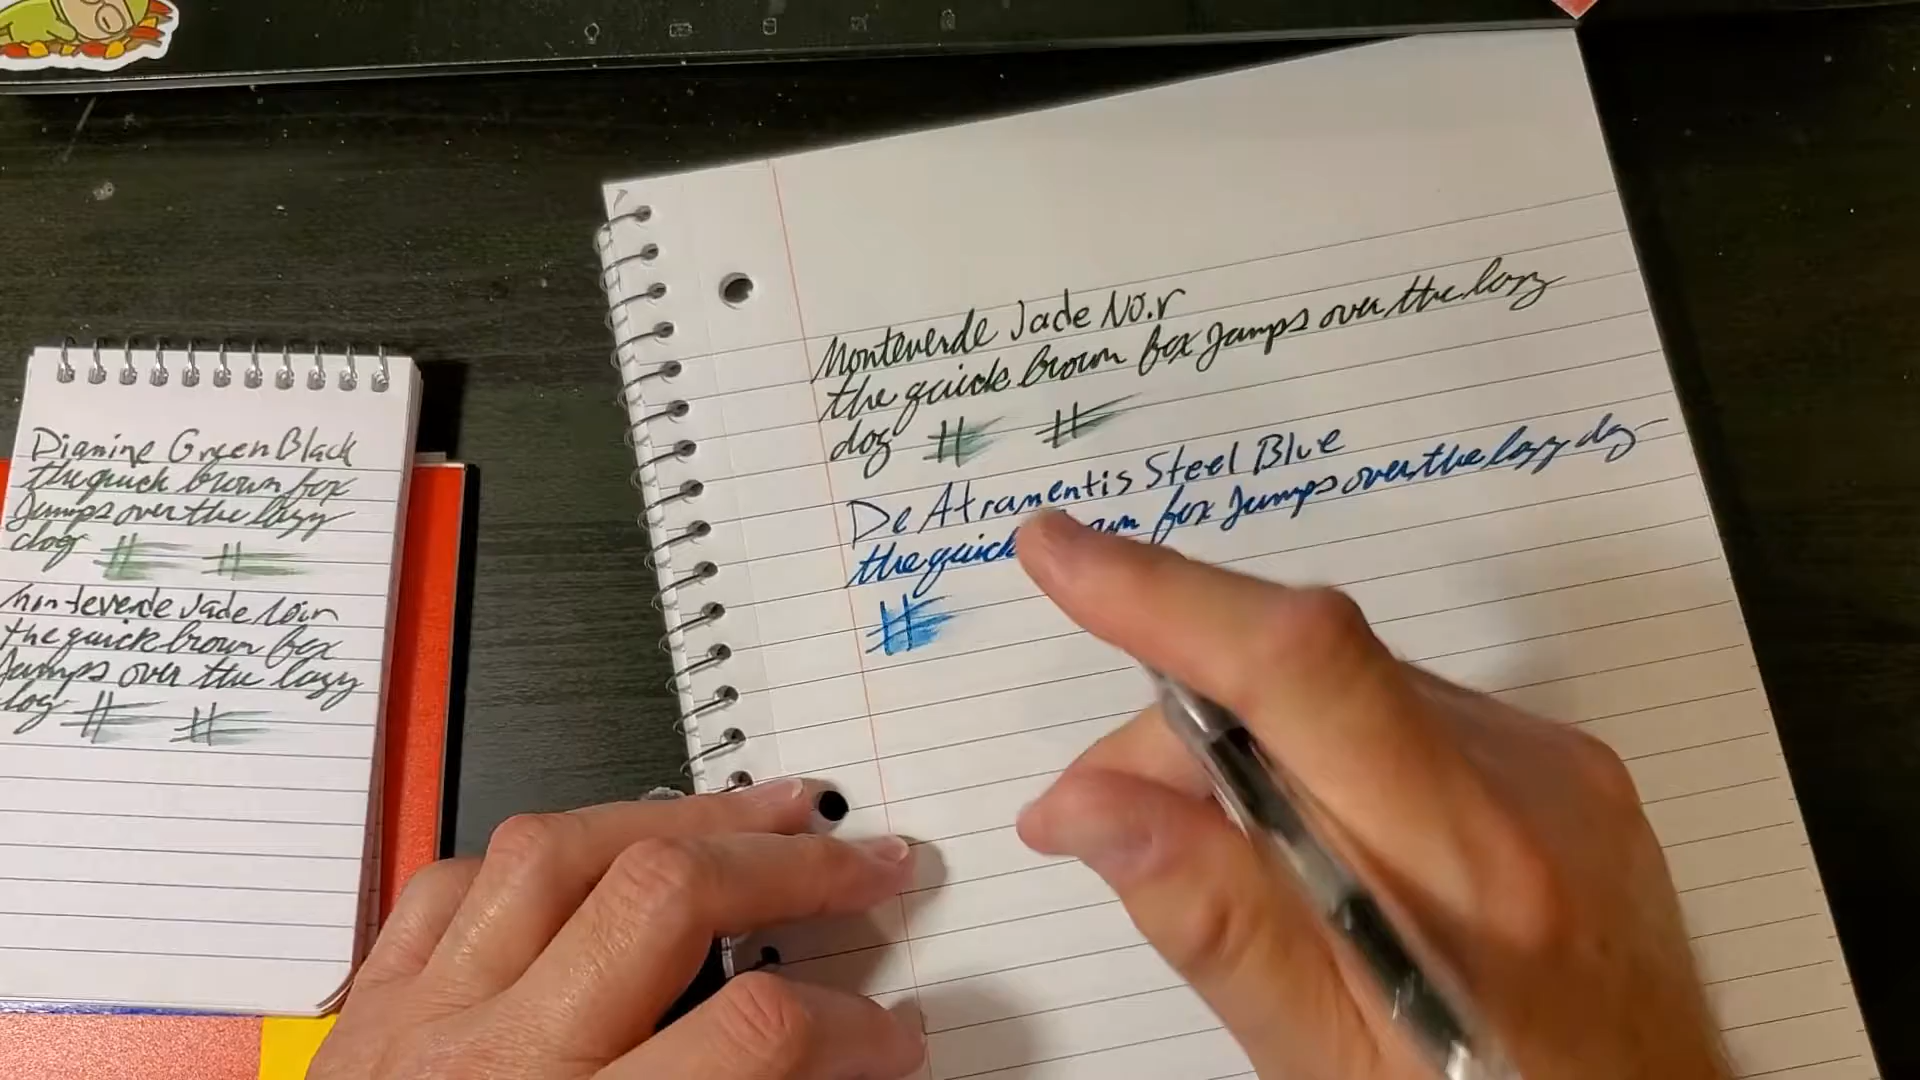 Diamine Green Black
the quick brown fox
Jumps over the lazy
dog
Monteverde Jade Noir
the quick brown fox
Jumps over the lazy
dog
Monteverde Jade No.r
the quick brown fox Jumps over the lazy
dog
De Atramentis Steel Blue
the quick fox Jumps over the lazy dog